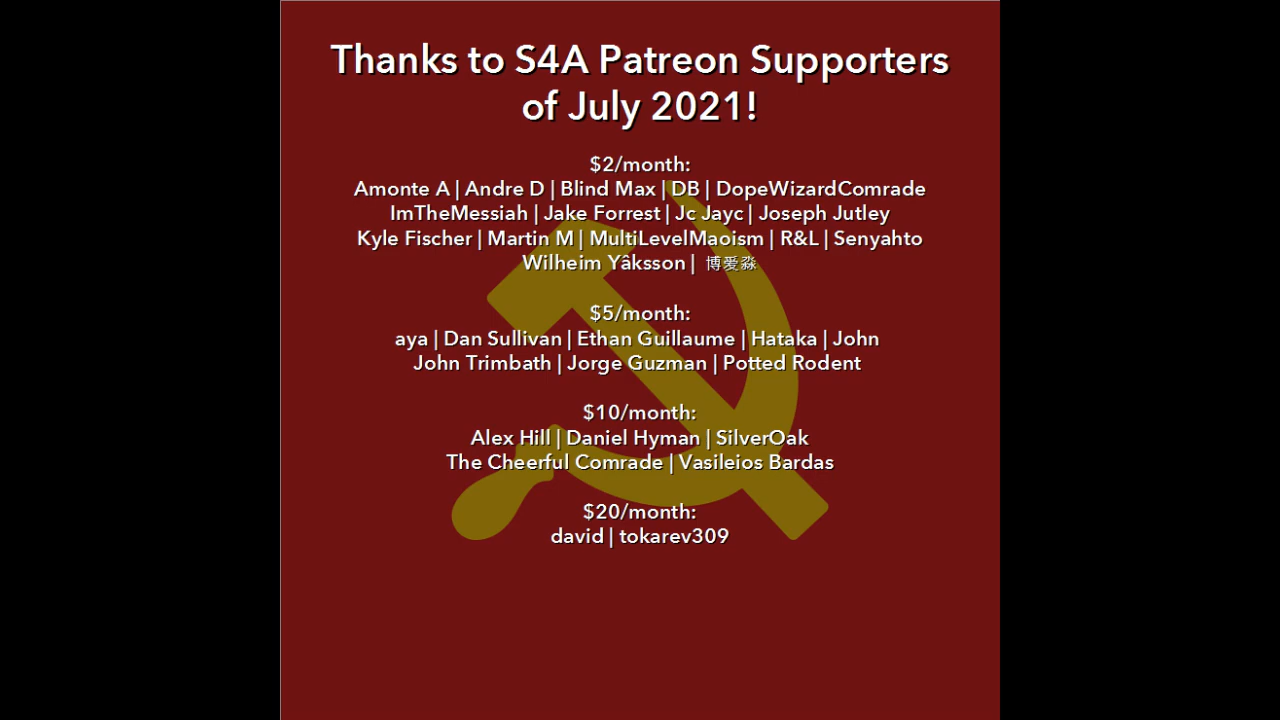 Thanks to S4A Patreon Supporters
of July 2021!
$2/month:
Amonte A | Andre D | Blind Max | DB | DopeWizardComrade
ImTheMessiah | Jake Forrest | Jc Jayc | Joseph Jutley
Kyle Fischer | Martin M | MultiLevelMaoism | R&L | Senyahto
Wilheim Yâksson | 博爱淼
$5/month:
aya | Dan Sullivan | Ethan Guillaume | Hataka | John
John Trimbath | Jorge Guzman | Potted Rodent
$10/month:
Alex Hill | Daniel Hyman | SilverOak
The Cheerful Comrade | Vasileios Bardas
$20/month:
david | tokarev309